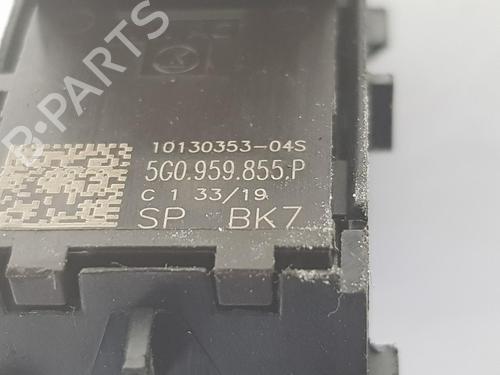 B-PARTS
10130353-04S
5G0.959.855.P
C 1 33/19
SP BK7